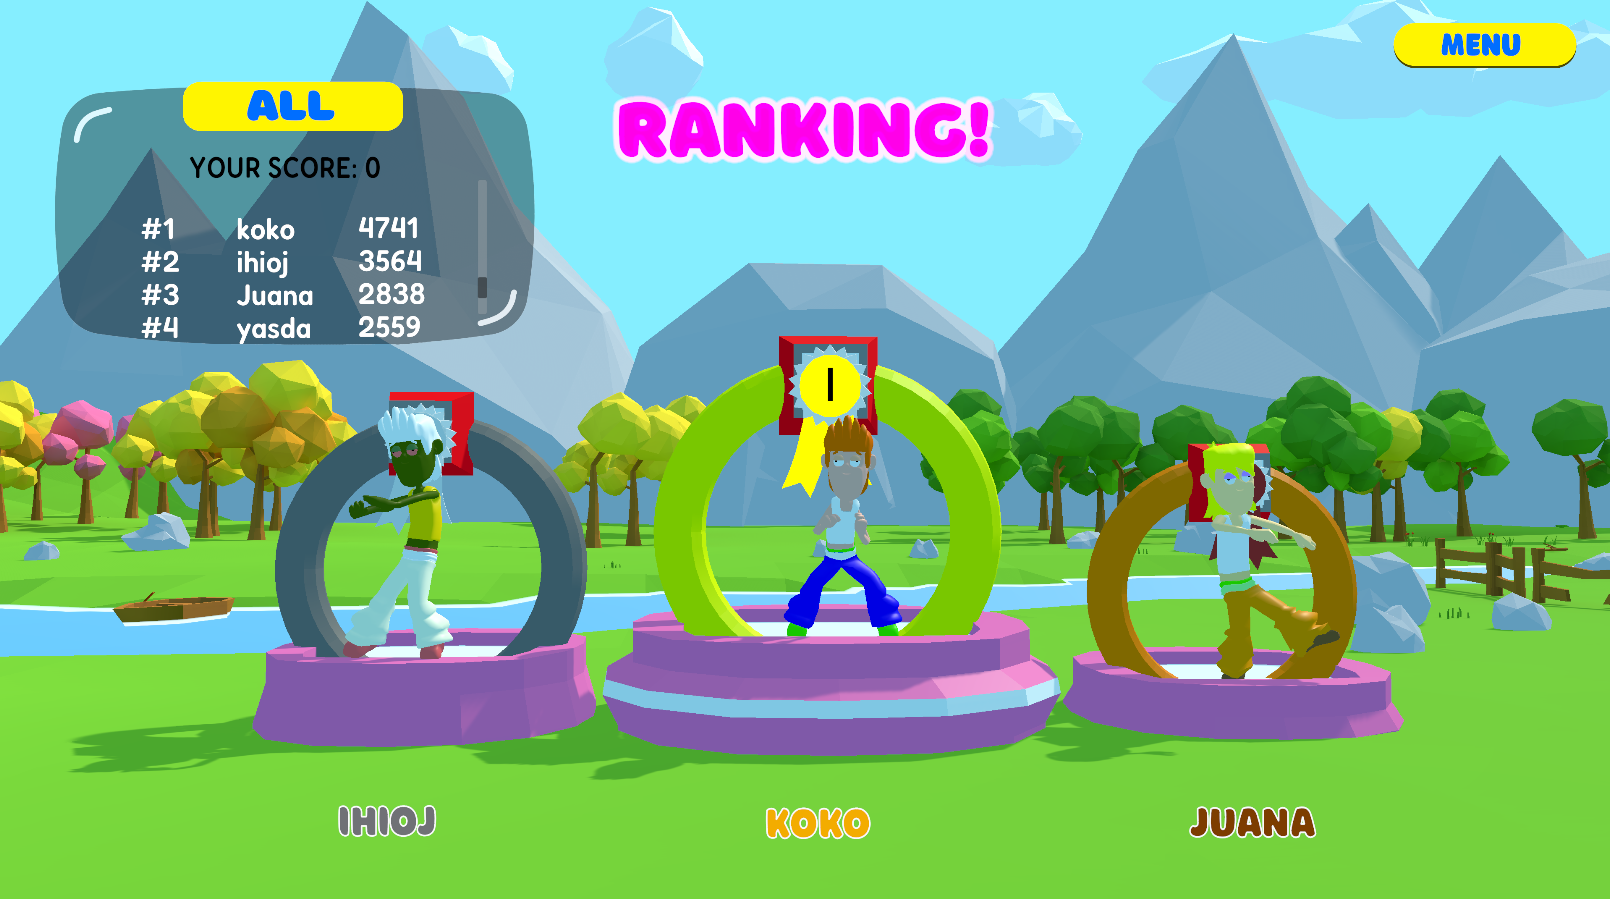 MENU
ALL
RANKING!
YOUR SCORE: 0
#1 koko 4741
#2 ihioj 3564
#3 Juana 2838
#4 yasda 2559
1
IHIOJ
KOKO
JUANA